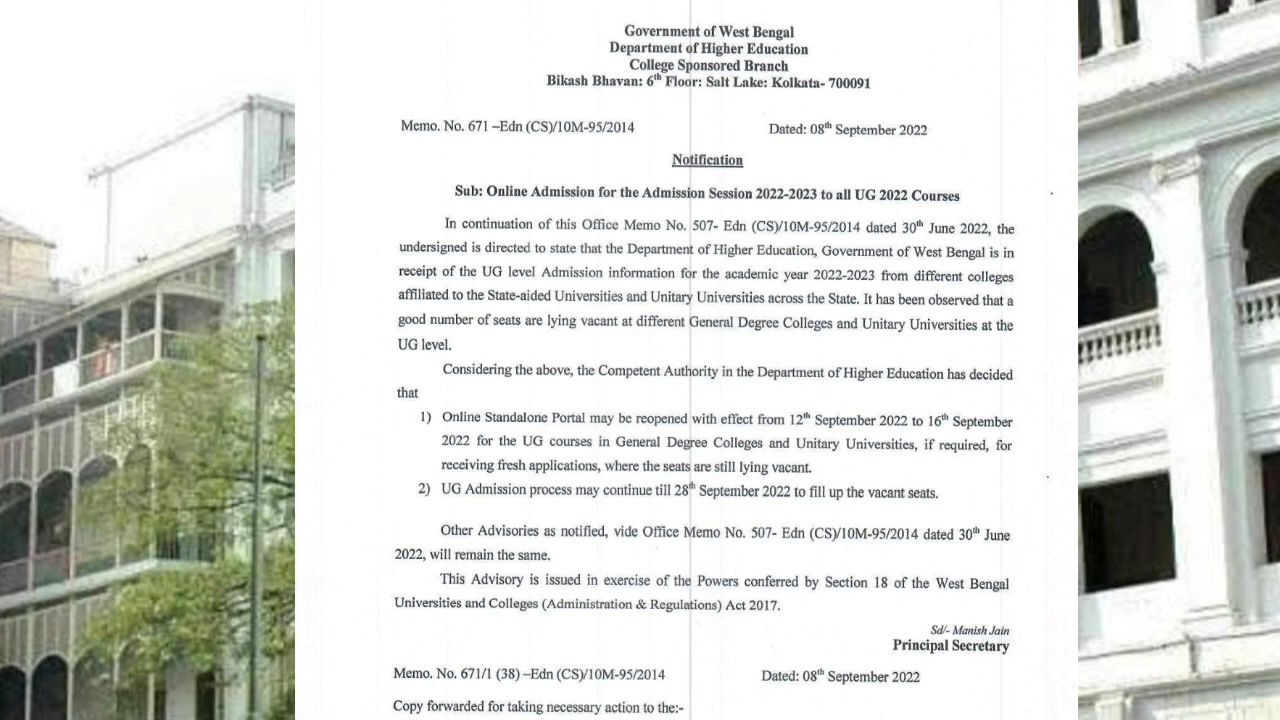 Government of West Bengal
Department of Higher Education
College Sponsored Branch
Bikash Bhavan: 6th Floor: Salt Lake: Kolkata- 700091
Memo. No. 671 –Edn (CS)/10M-95/2014 Dated: 08th September 2022
Notification
Sub: Online Admission for the Admission Session 2022-2023 to all UG 2022 Courses
In continuation of this Office Memo No. 507- Edn (CS)/10M-95/2014 dated 30th June 2022, the
undersigned is directed to state that the Department of Higher Education, Government of West Bengal is in
receipt of the UG level Admission information for the academic year 2022-2023 from different colleges
affiliated to the State-aided Universities and Unitary Universities across the State. It has been observed that a
good number of seats are lying vacant at different General Degree Colleges and Unitary Universities at the
UG level.
Considering the above, the Competent Authority in the Department of Higher Education has decided
that
1) Online Standalone Portal may be reopened with effect from 12th September 2022 to 16th September
2022 for the UG courses in General Degree Colleges and Unitary Universities, if required, for
receiving fresh applications, where the seats are still lying vacant.
2) UG Admission process may continue till 28th September 2022 to fill up the vacant seats.
Other Advisories as notified, vide Office Memo No. 507- Edn (CS)/10M-95/2014 dated 30th June
2022, will remain the same.
This Advisory is issued in exercise of the Powers conferred by Section 18 of the West Bengal
Universities and Colleges (Administration & Regulations) Act 2017.
Sd/- Manish Jain
Principal Secretary
Memo. No. 671/1 (38) –Edn (CS)/10M-95/2014 Dated: 08th September 2022
Copy forwarded for taking necessary action to the:-